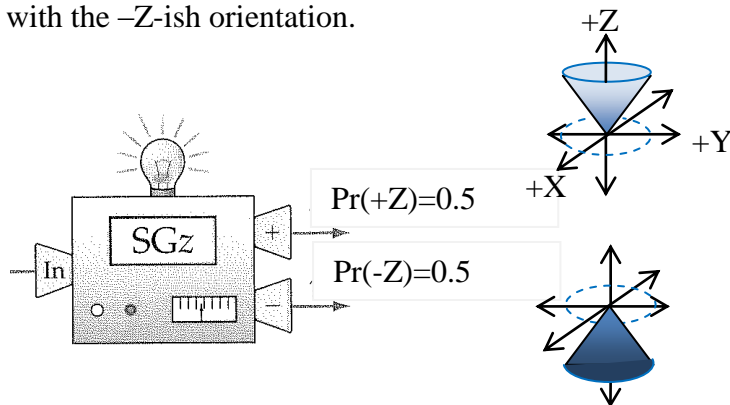 with the –Z-ish orientation.
+Z
+Y
+X
Pr(+Z)=0.5
SGz
+
In
Pr(-Z)=0.5
–